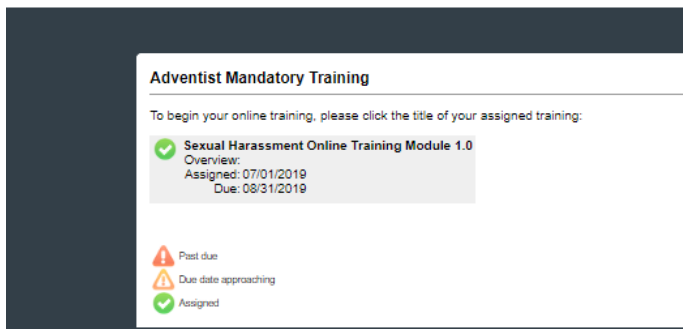 Adventist Mandatory Training
To begin your online training, please click the title of your assigned training:
Sexual Harassment Online Training Module 1.0
Overview:
Assigned: 07/01/2019
Due: 08/31/2019
Past due
Due date approaching
Assigned